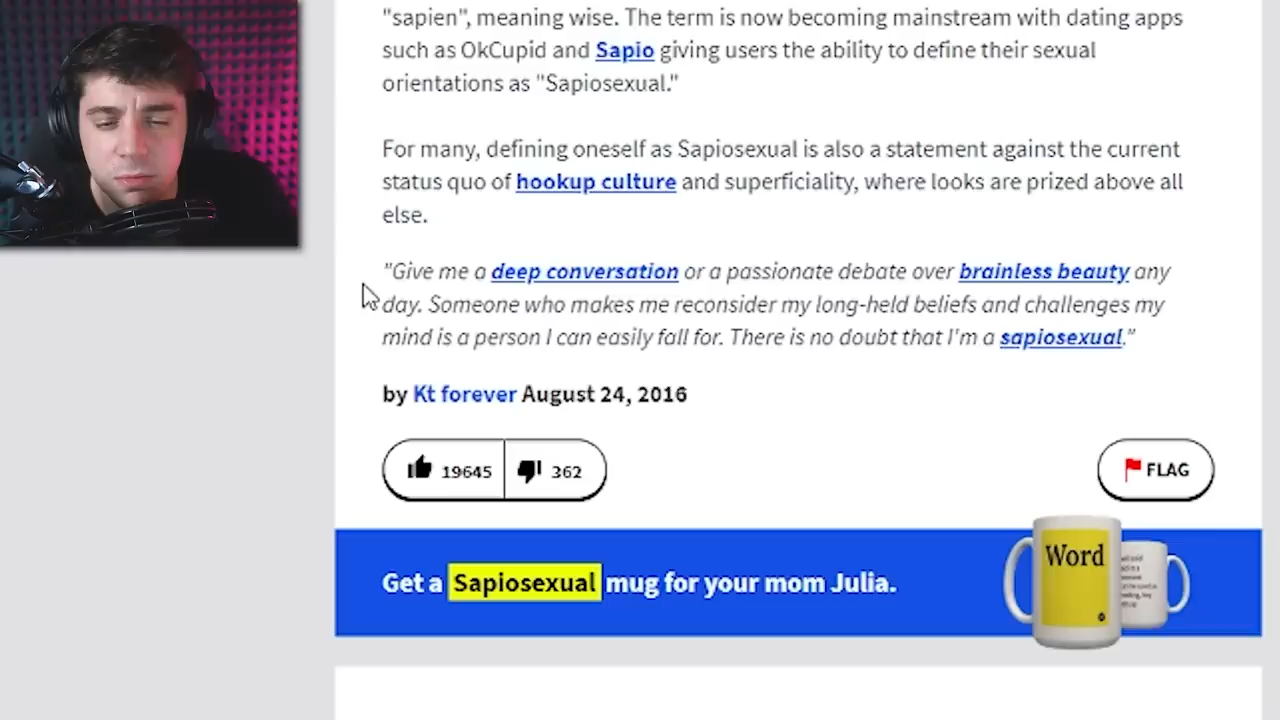 "sapien", meaning wise. The term is now becoming mainstream with dating apps
such as OkCupid and Sapio giving users the ability to define their sexual
orientations as "Sapiosexual."
For many, defining oneself as Sapiosexual is also a statement against the current
status quo of hookup culture and superficiality, where looks are prized above all
else.
"Give me a deep conversation or a passionate debate over brainless beauty any
day. Someone who makes me reconsider my long-held beliefs and challenges my
mind is a person I can easily fall for. There is no doubt that I'm a sapiosexual."
by Kt forever August 24, 2016
19645 362 FLAG
Get a Sapiosexual mug for your mom Julia.
Word